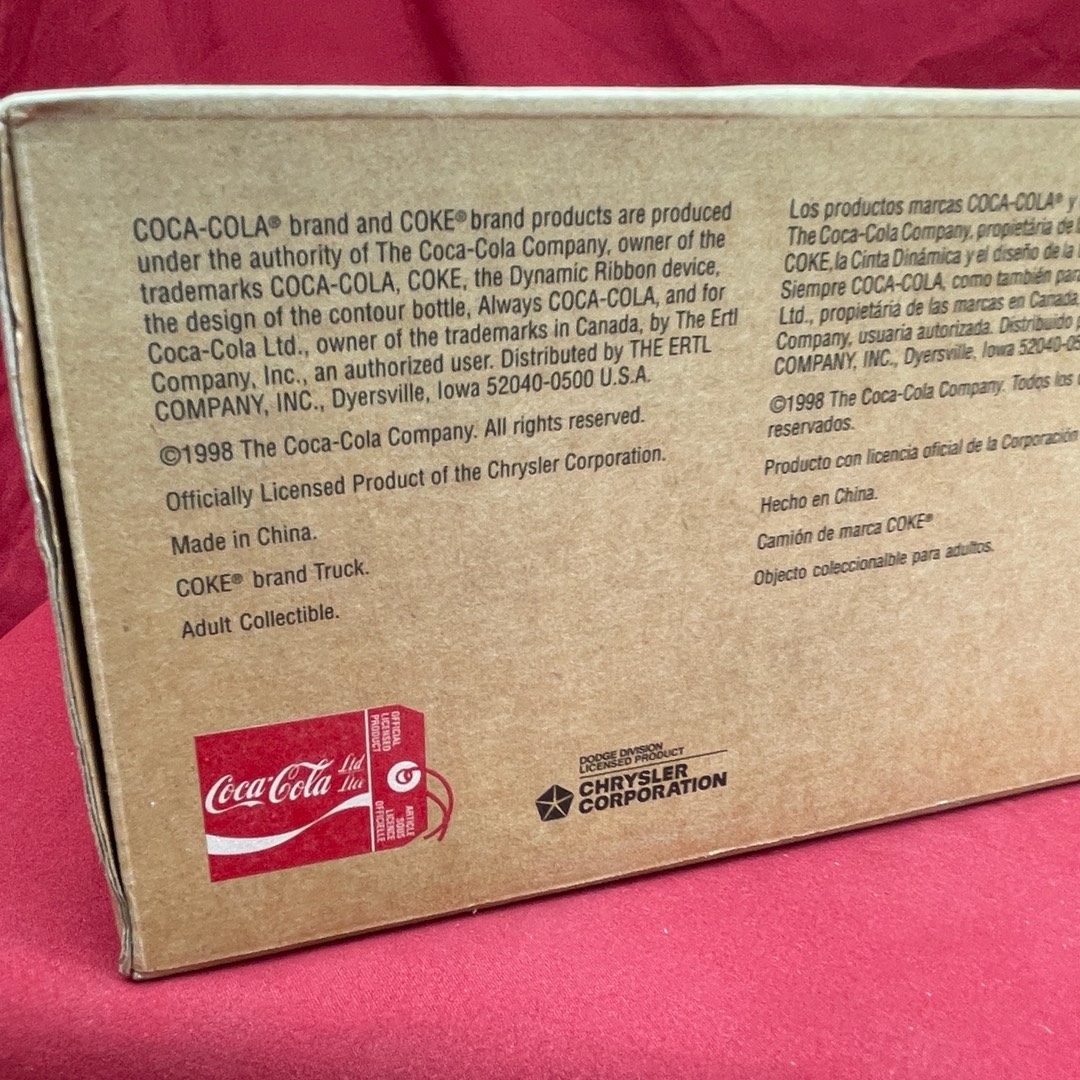 COCA-COLA® brand and COKE® brand products are produced
under the authority of The Coca-Cola Company, owner of the
trademarks COCA-COLA, COKE, the Dynamic Ribbon device,
the design of the contour bottle, Always COCA-COLA, and for
Coca-Cola Ltd., owner of the trademarks in Canada, by The Ertl
Company, Inc., an authorized user. Distributed by THE ERTL
COMPANY, INC., Dyersville, Iowa 52040-0500 U.S.A.
©1998 The Coca-Cola Company. All rights reserved.
Officially Licensed Product of the Chrysler Corporation.
Made in China.
COKE® brand Truck.
Adult Collectible.
Los productos marcas COCA-COLA® y
The Coca-Cola Company, propietária de
COKE, la Cinta Dinámica y el diseño de la
Siempre COCA-COLA, como también para
Ltd., propietária de las marcas en Canada,
Company, usuaria autorizada. Distribuido
COMPANY, INC., Dyersville, Iowa 52040-05
©1998 The Coca-Cola Company. Todos los
reservados.
Producto con licencia oficial de la Corporación
Hecho en China.
Camión de marca COKE®
Objecto coleccionalble para adultos.
Coca-Cola Ltd
Ltée
OFFICIAL
LICENSED
PRODUCT
ARTICLE
SOUS
LICENCE
OFFICIELLE
DODGE DIVISION
LICENSED PRODUCT
CHRYSLER
CORPORATION